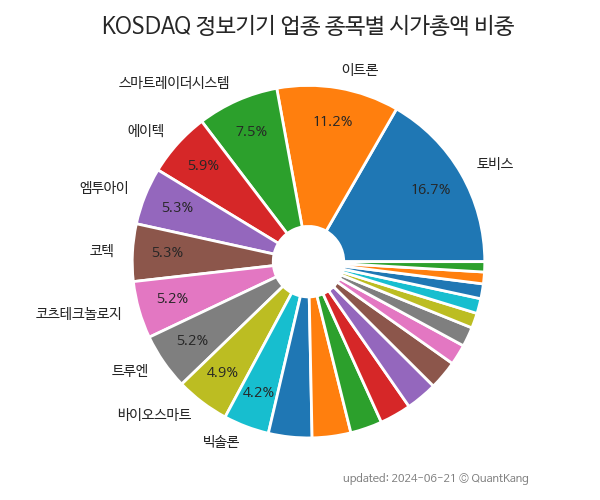 KOSDAQ 정보기기 업종 종목별 시가총액 비중
이트론
스마트레이더시스템
11.2%
7.5%
에이텍
토비스
5.9%
16.7%
엠투아이
5.3%
코텍
5.3%
5.2%
코츠테크놀로지
5.2%
트루엔
4.9%
4.2%
바이오스마트
빅솔론
updated: 2024-06-21 © QuantKang